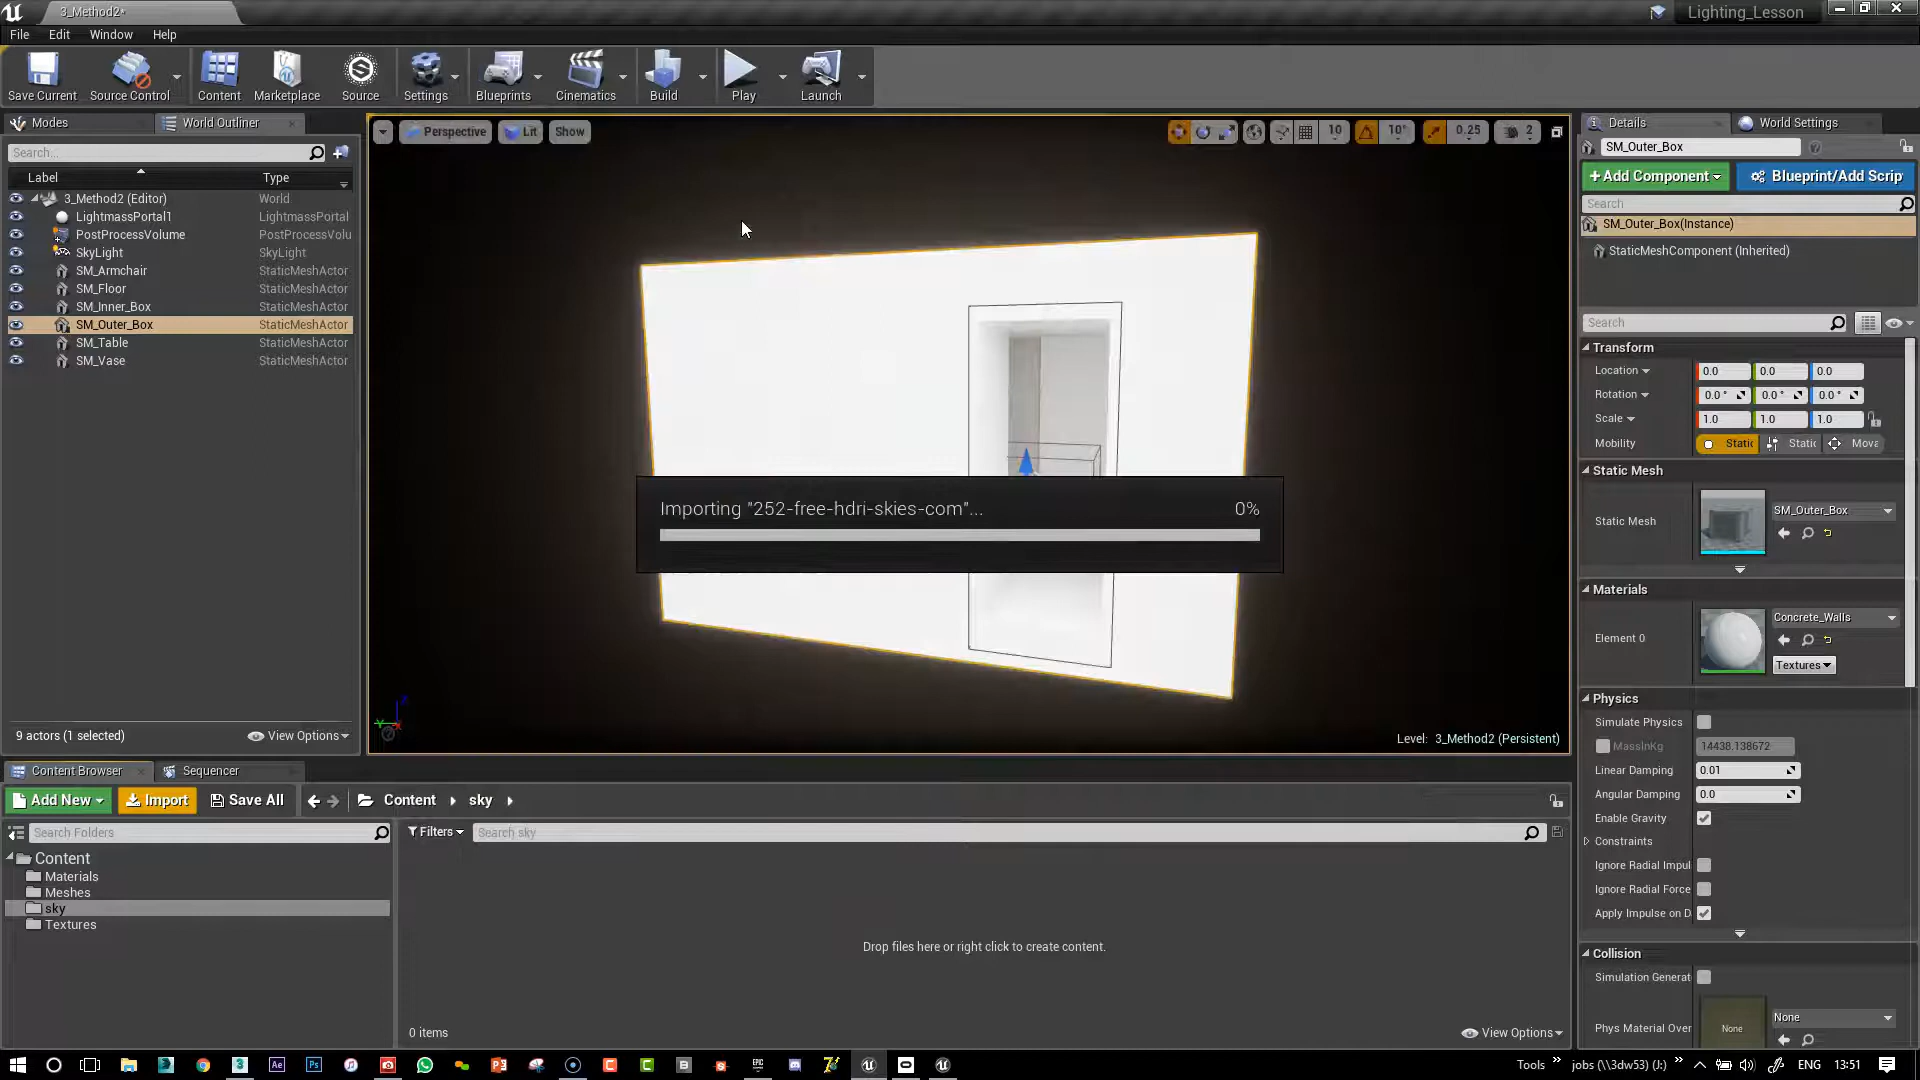 3_Method2*
Lighting_Lesson
File Edit Window Help
Save Current
Source Control
Content
Marketplace
Source
Settings
Blueprints
Cinematics
Build
Play
Launch
Modes
World Outliner
Search...
Label Type
3_Method2 (Editor) World
LightmassPortal1 LightmassPortal
PostProcessVolume PostProcessVolu
SkyLight SkyLight
SM_Armchair StaticMeshActor
SM_Floor StaticMeshActor
SM_Inner_Box StaticMeshActor
SM_Outer_Box StaticMeshActor
SM_Table StaticMeshActor
SM_Vase StaticMeshActor
9 actors (1 selected)
View Options
Perspective Lit Show
10 10° 0.25 2
Importing "252-free-hdri-skies-com"... 0%
Level: 3_Method2 (Persistent)
Details
World Settings
SM_Outer_Box
+Add Component
Blueprint/Add Scrip
Search
SM_Outer_Box(Instance)
StaticMeshComponent (Inherited)
Search
Transform
Location 0.0 0.0 0.0
Rotation 0.0 ° 0.0 ° 0.0 °
Scale 1.0 1.0 1.0
Mobility Static Static Mova
Static Mesh
Static Mesh
SM_Outer_Box
Materials
Element 0
Concrete_Walls
Textures
Physics
Simulate Physics
MassInKg 14438.138672
Linear Damping 0.01
Angular Damping 0.0
Enable Gravity
Constraints
Ignore Radial Impul
Ignore Radial Force
Apply Impulse on D
Collision
Simulation Generat
Phys Material Over
None
None
Content Browser
Sequencer
Add New
Import
Save All
Content
sky
Search Folders
Filters
Search sky
Content
Materials
Meshes
sky
Textures
Drop files here or right click to create content.
0 items
View Options
Tools
jobs (\\3dw53) (J:)
ENG
13:51